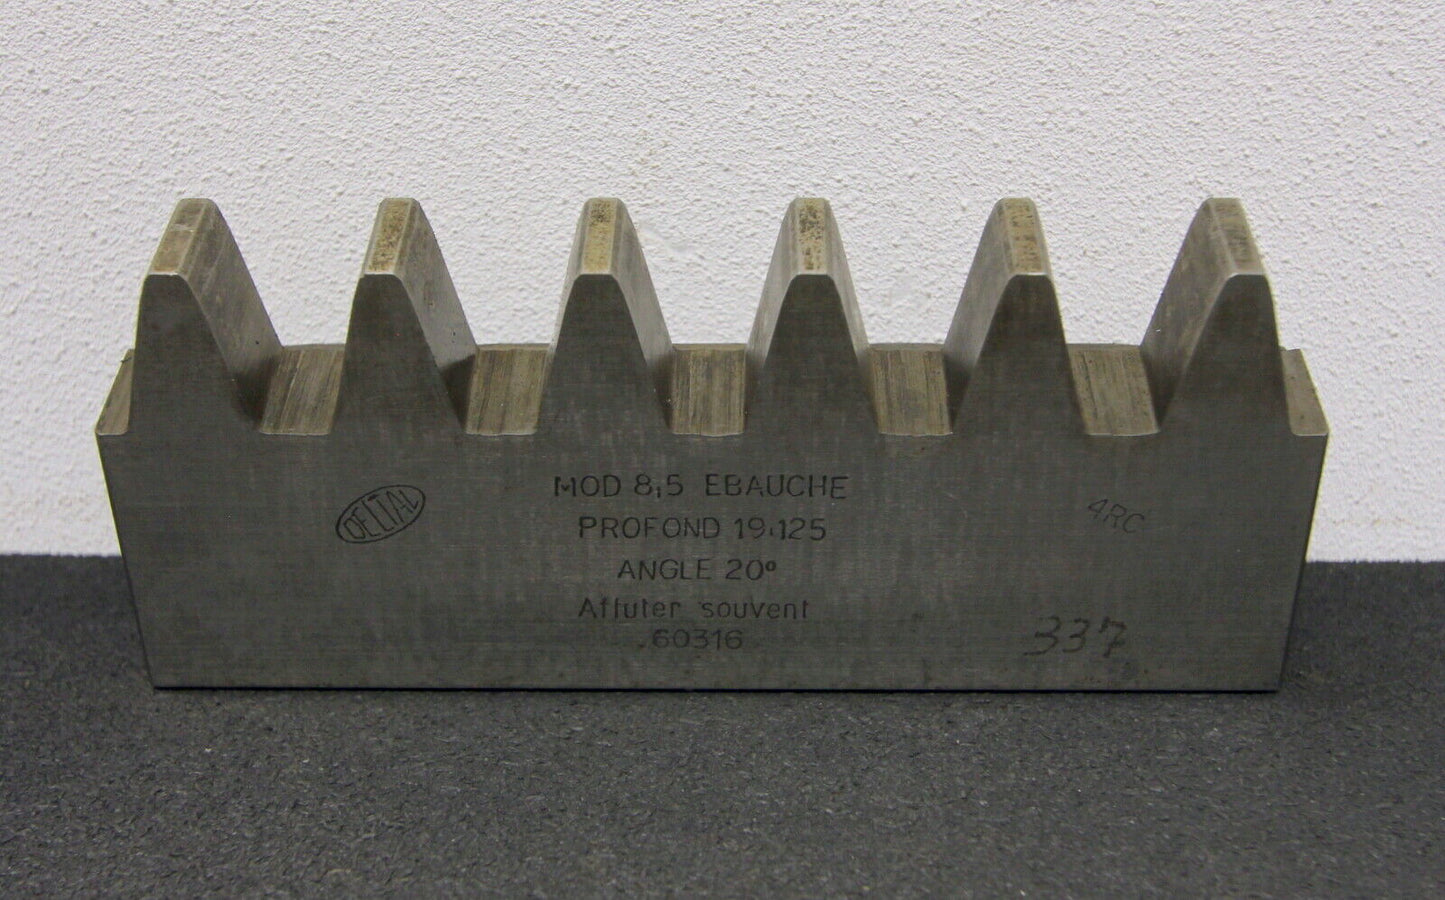 DELTAL
MOD 8,5 EBAUCHE
PROFOND 19,125
ANGLE 20°
Affuter souvent
60316
4RC
337